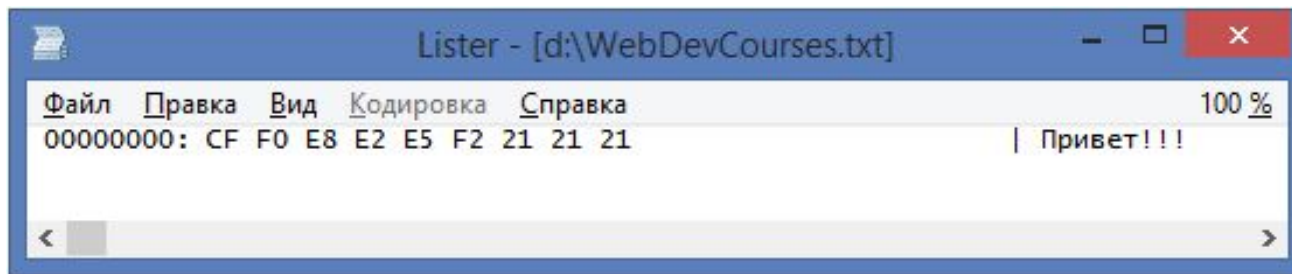 Lister - [d:\WebDevCourses.txt]
Файл Правка Вид Кодировка Справка 100 %
00000000: CF F0 E8 E2 E5 F2 21 21 21 | Привет!!!